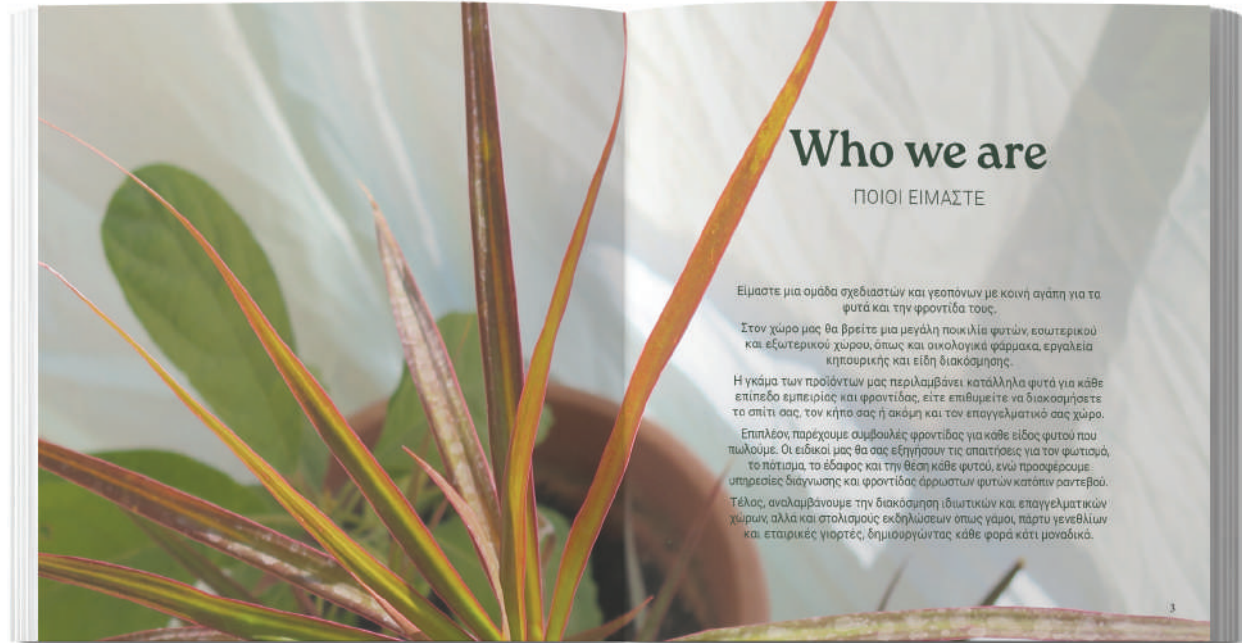 Who we are
ΠΟΙΟΙ ΕΙΜΑΣΤΕ
Είμαστε μια ομάδα σχεδιαστών και γεοπόνων με κοινή αγάπη για τα
φυτά και την φροντίδα τους.
Στον χώρο μας θα βρείτε μια μεγάλη ποικιλία φυτών, εσωτερικού
και εξωτερικού χώρου, όπως και οικολογικά φάρμακα, εργαλεία
κηπουρικής και είδη διακόσμησης.
Η γκάμα των προϊόντων μας περιλαμβάνει κατάλληλα φυτά για κάθε
επίπεδο εμπειρίας και φροντίδας, είτε επιθυμείτε να διακοσμήσετε
το σπίτι σας, τον κήπο σας ή ακόμη και τον επαγγελματικό σας χώρο.
Επιπλέον, παρέχουμε συμβουλές φροντίδας για κάθε είδος φυτού που
πωλούμε. Οι ειδικοί μας θα σας εξηγήσουν τις απαιτήσεις για τον φωτισμό,
το πότισμα, το έδαφος και την θέση κάθε φυτού, ενώ προσφέρουμε
υπηρεσίες διάγνωσης και φροντίδας άρρωστων φυτών κατόπιν ραντεβού.
Τέλος, αναλαμβάνουμε την διακόσμηση ιδιωτικών και επαγγελματικών
χώρων, αλλά και στολισμούς εκδηλώσεων όπως γάμοι, πάρτυ γενεθλίων
και εταιρικές γιορτές, δημιουργώντας κάθε φορά κάτι μοναδικό.
3